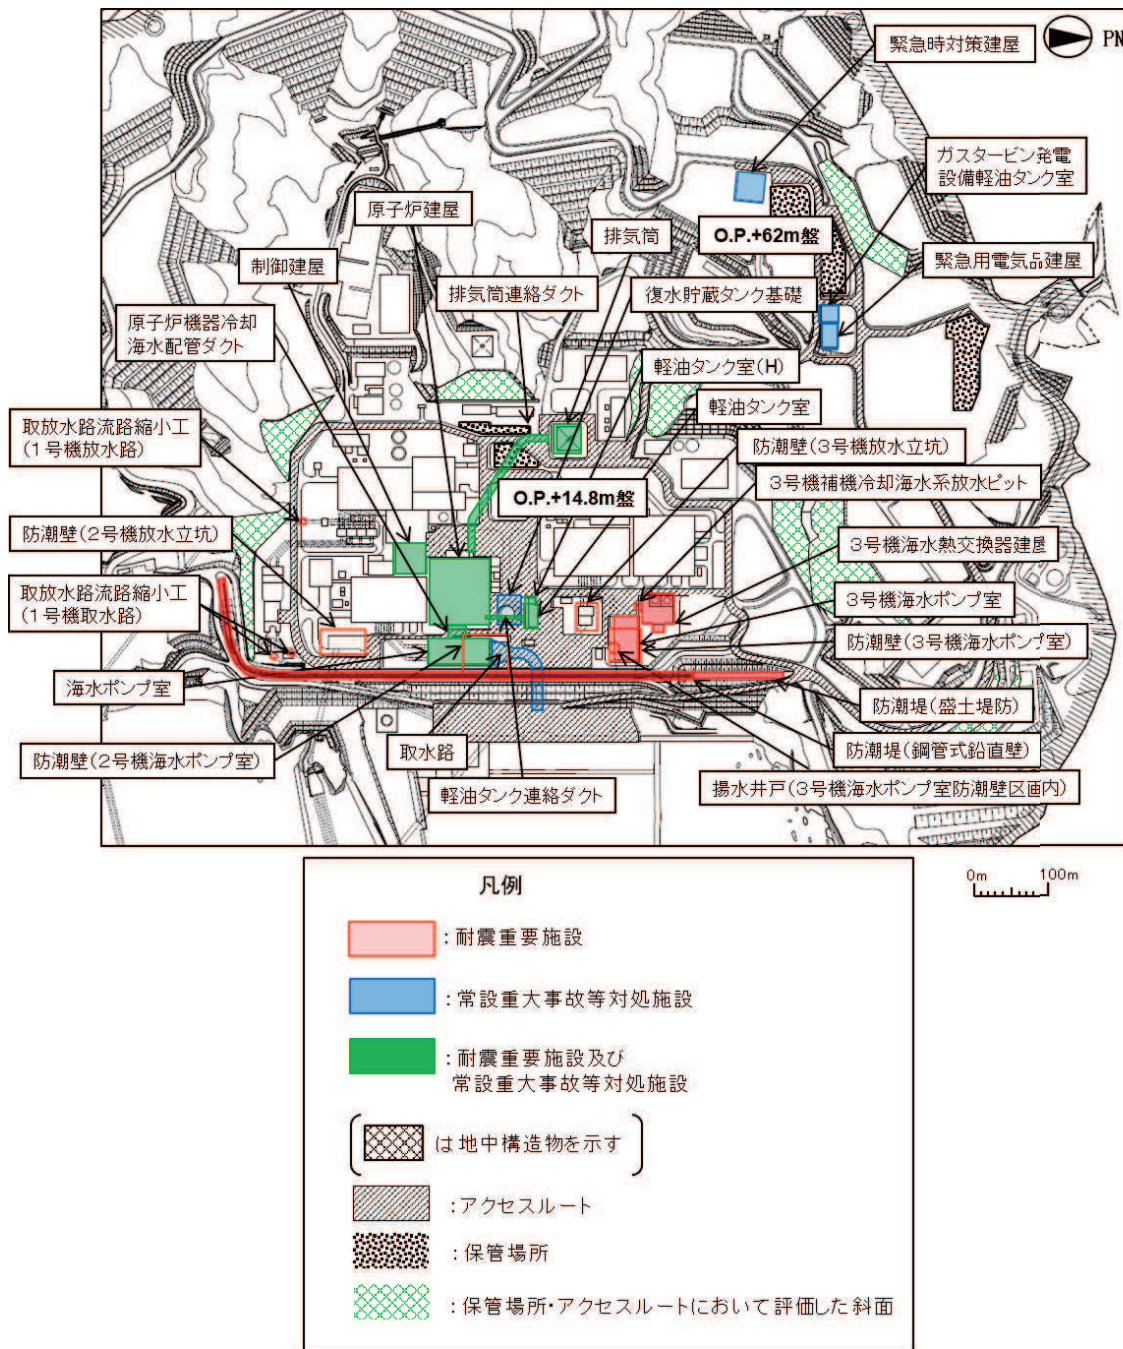 緊急時対策建屋
PN
ガスタービン発電
設備軽油タンク室
原子炉建屋
排気筒
O.P.+62m盤
制御建屋
緊急用電気品建屋
排気筒連絡ダクト
復水貯蔵タンク基礎
原子炉機器冷却
海水配管ダクト
軽油タンク室(H)
軽油タンク室
取放水路流路縮小工
(1号機放水路)
防潮壁(3号機放水立坑)
3号機補機冷却海水系放水ピット
O.P.+14.8m盤
防潮壁(2号機放水立坑)
3号機海水熱交換器建屋
取放水路流路縮小工
(1号機取水路)
3号機海水ポンプ室
防潮壁(3号機海水ポンプ室)
海水ポンプ室
防潮堤(盛土堤防)
防潮壁(2号機海水ポンプ室)
取水路
防潮堤(鋼管式鉛直壁)
軽油タンク連絡ダクト
揚水井戸(3号機海水ポンプ室防潮壁区画内)
0m 100m
凡例
:耐震重要施設
:常設重大事故等対処施設
:耐震重要施設及び
常設重大事故等対処施設
は地中構造物を示す
:アクセスルート
:保管場所
:保管場所・アクセスルートにおいて評価した斜面